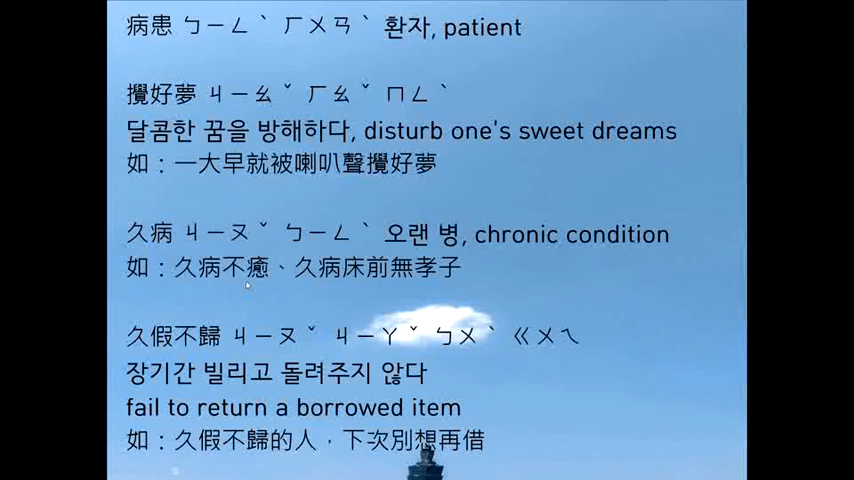 病患 ㄅㄧㄥˋ ㄏㄨㄢˋ 환자, patient
攪好夢 ㄐㄧㄠˇ ㄏㄠˇ ㄇㄥˋ
달콤한 꿈을 방해하다, disturb one's sweet dreams
如：一大早就被喇叭聲攪好夢
久病 ㄐㄧㄡˇ ㄅㄧㄥˋ 오랜 병, chronic condition
如：久病不癒、久病床前無孝子
久假不歸 ㄐㄧㄡˇ ㄐㄧㄚˇ ㄅㄨˋ ㄍㄨㄟ
장기간 빌리고 돌려주지 않다
fail to return a borrowed item
如：久假不歸的人，下次別想再借